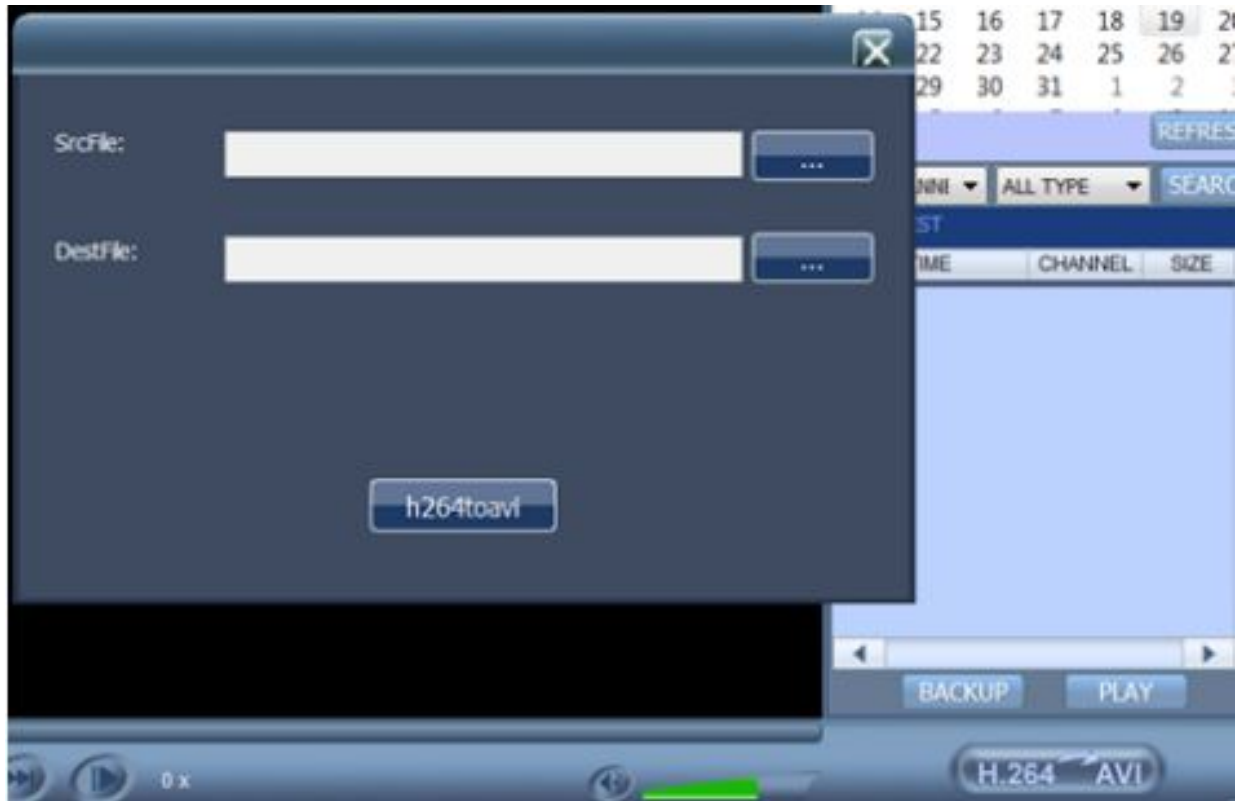 15 16 17 18 19
22 23 24 25 26
29 30 31 1 2
REFRES
SrcFile:
...
ALL TYPE
SEARC
DestFile:
...
ST
IME CHANNEL SIZE
h264toavi
BACKUP PLAY
0 x
H.264 AVI